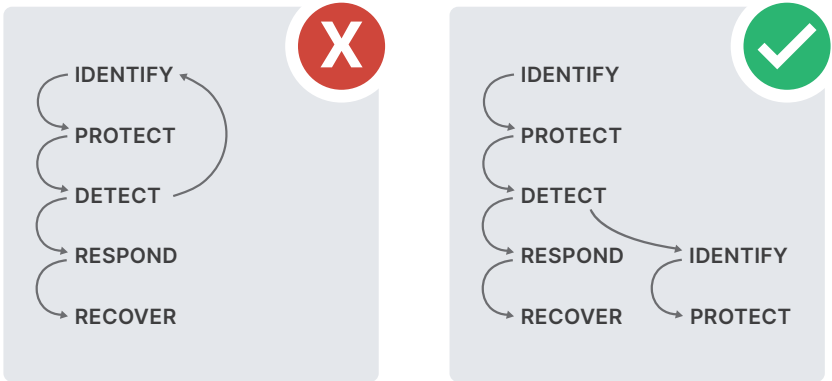 X
IDENTIFY
PROTECT
DETECT
RESPOND
RECOVER
IDENTIFY
PROTECT
DETECT
RESPOND
RECOVER
IDENTIFY
PROTECT